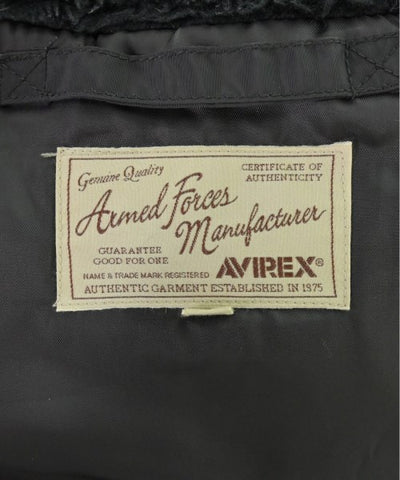 Genuine Quality
CERTIFICATE OF
AUTHENTICITY
Armed Forces
Manufacturer
GUARANTEE
GOOD FOR ONE
NAME & TRADE MARK REGISTERED
AVIREX®
AUTHENTIC GARMENT ESTABLISHED IN 1975